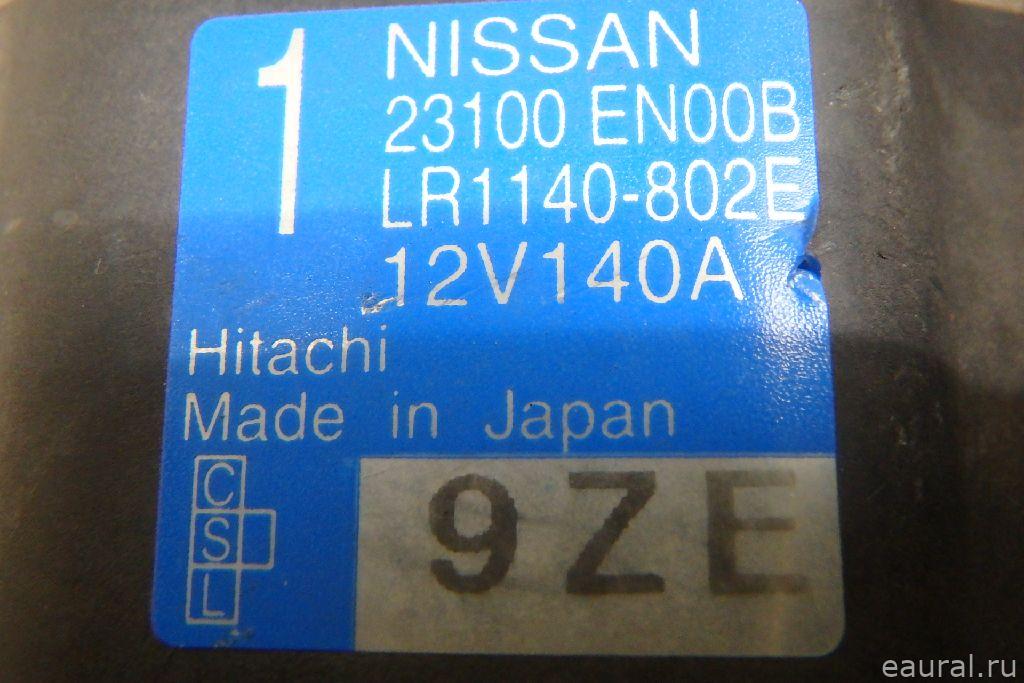 1
NISSAN
23100 EN00B
LR1140-802E
12V140A
Hitachi
Made in Japan
C
S
L
9ZE
eaural.ru